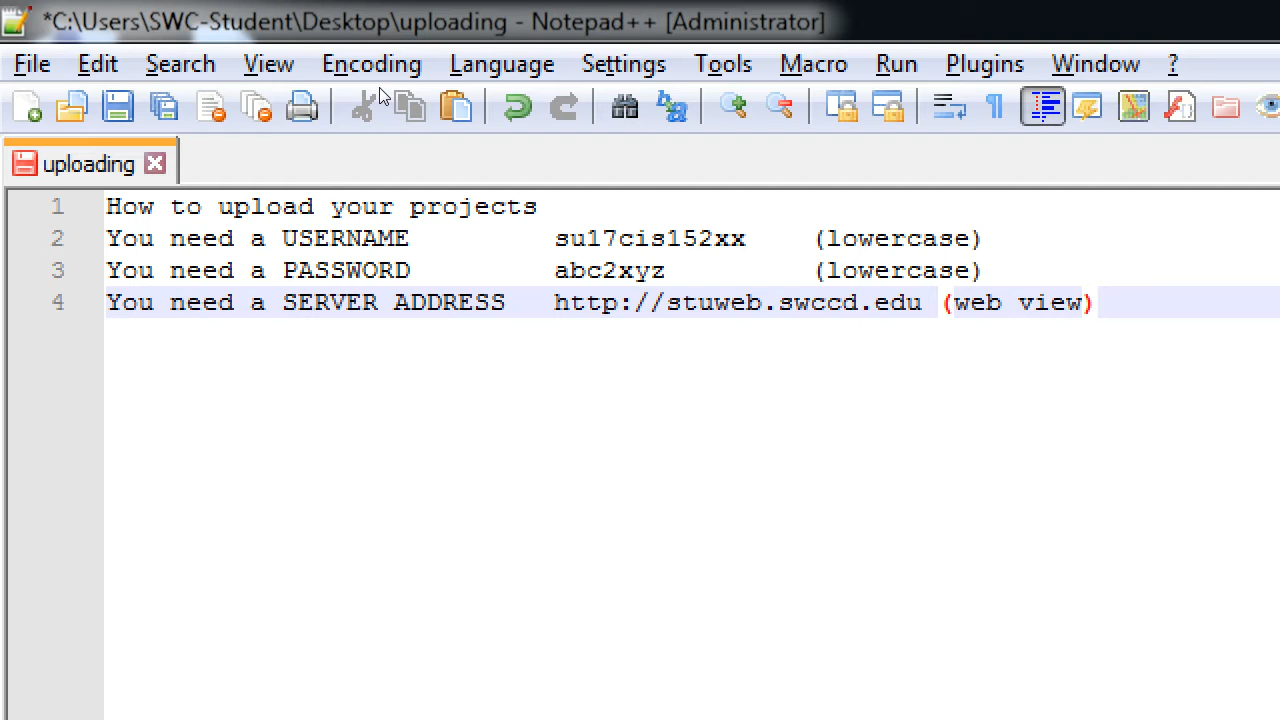 *C:\Users\SWC-Student\Desktop\uploading - Notepad++ [Administrator]
File Edit Search View Encoding Language Settings Tools Macro Run Plugins Window ?
uploading
1 How to upload your projects
2 You need a USERNAME su17cis152xx (lowercase)
3 You need a PASSWORD abc2xyz (lowercase)
4 You need a SERVER ADDRESS http://stuweb.swccd.edu (web view)